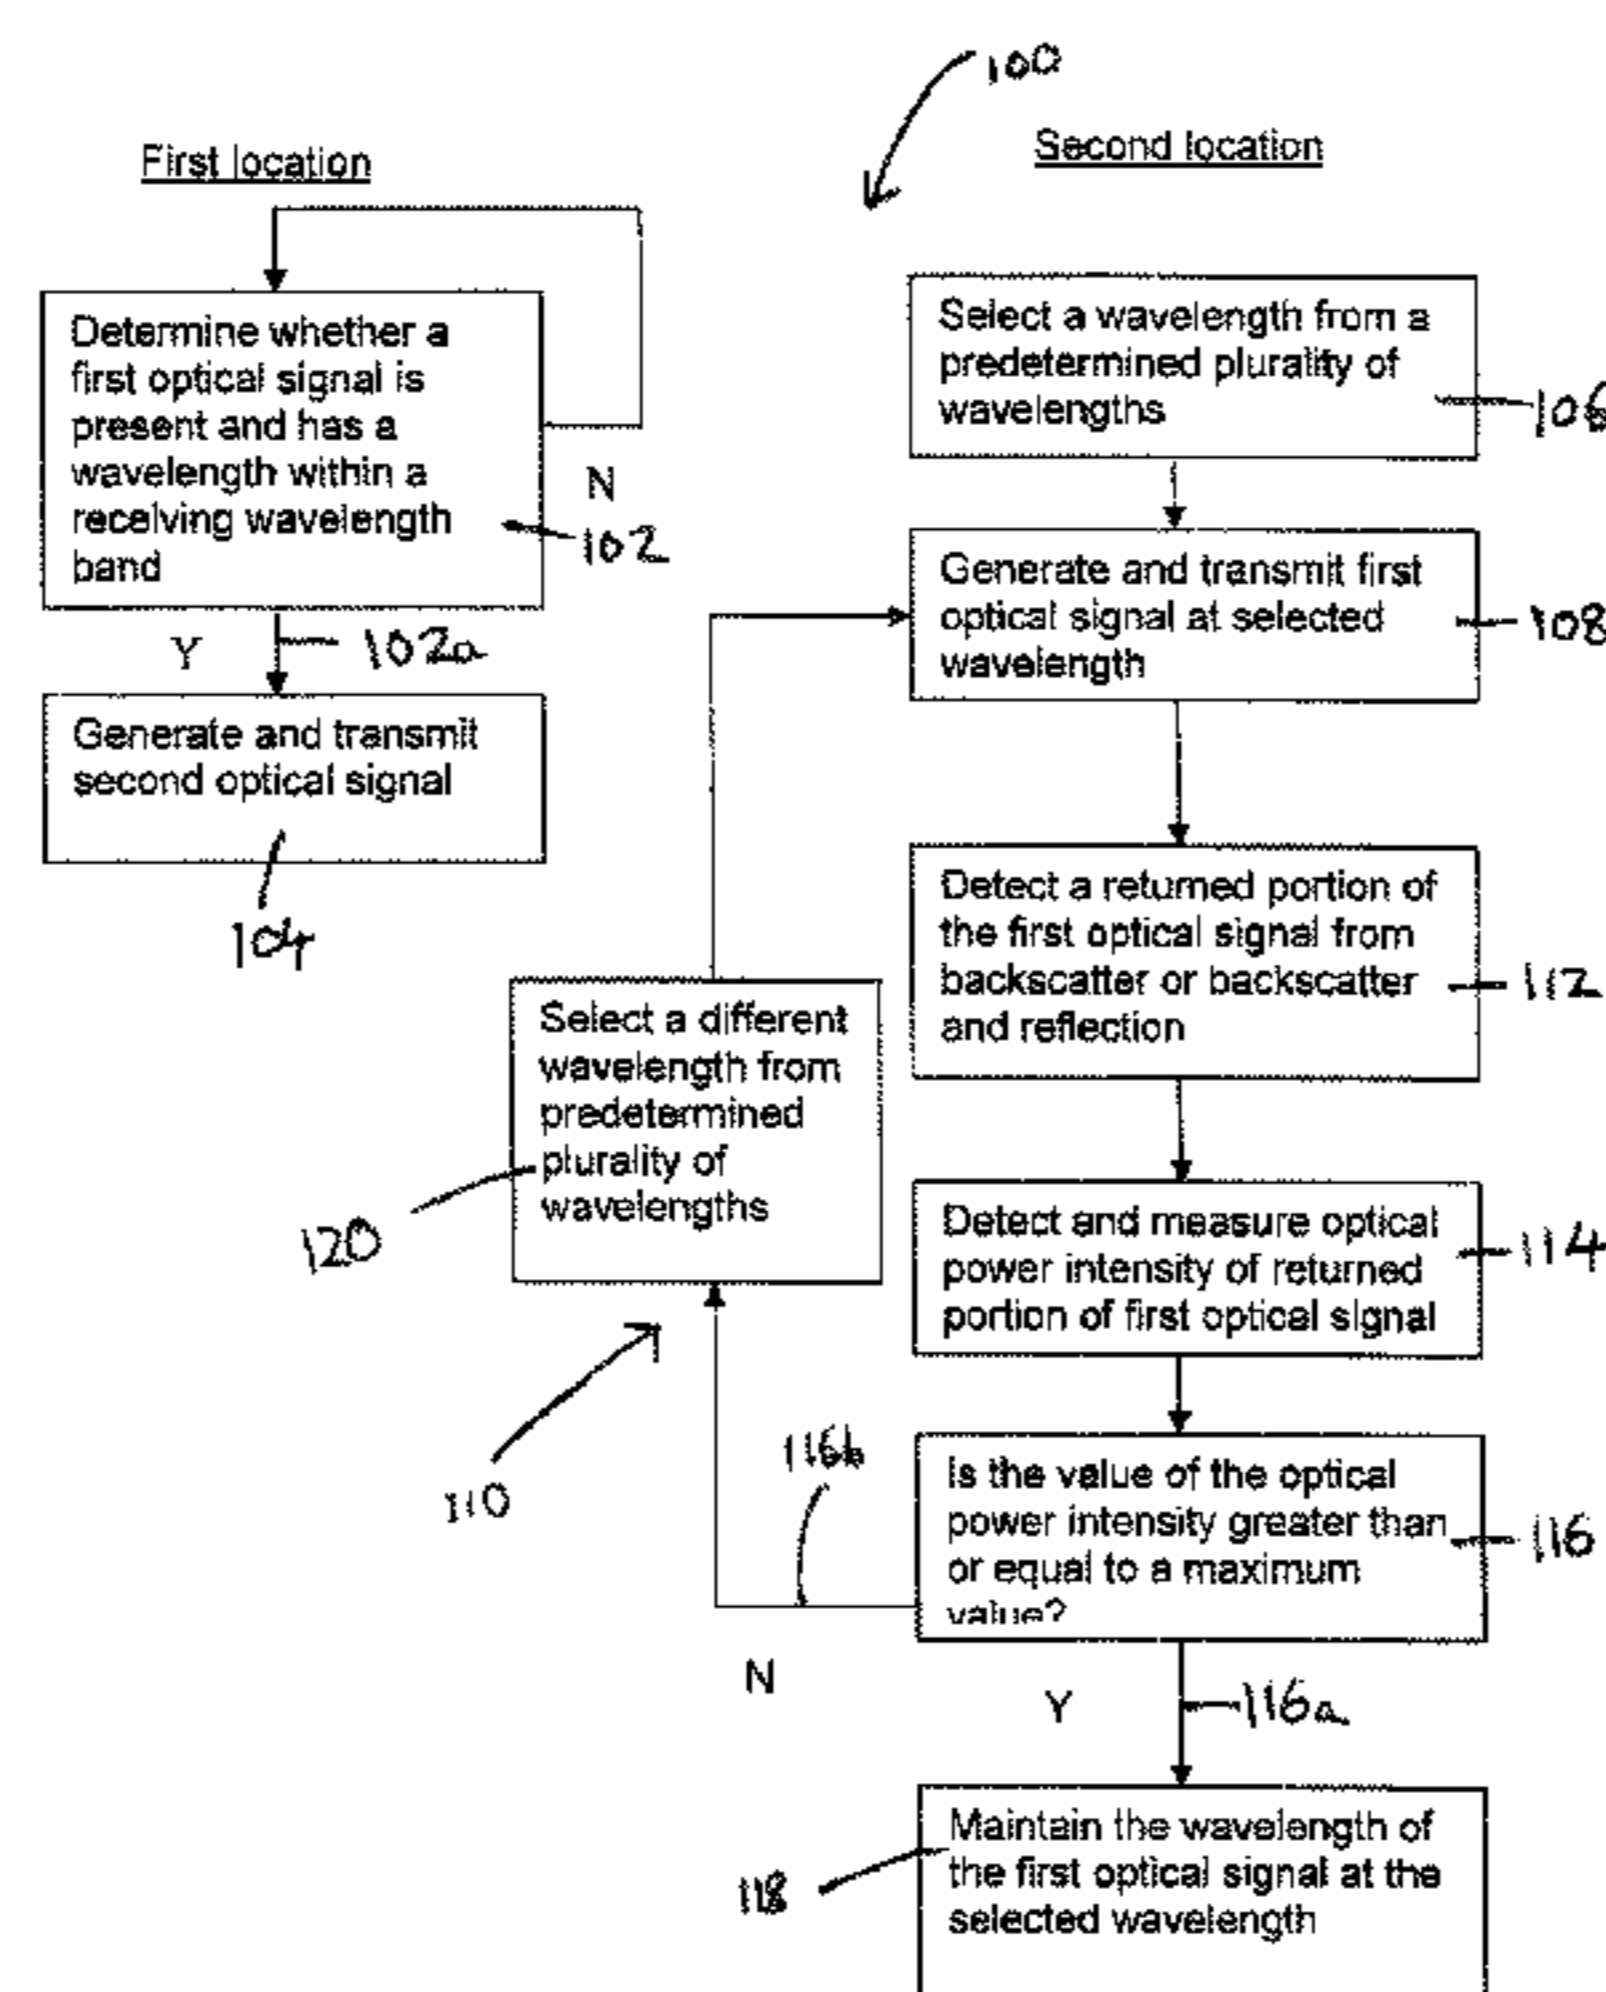 100
First location
Second location
Determine whether a
first optical signal is
present and has a
wavelength within a
receiving wavelength
band
N
102
Y
102a
Generate and transmit
second optical signal
104
Select a wavelength from a
predetermined plurality of
wavelengths
106
Generate and transmit first
optical signal at selected
wavelength
108
Detect a returned portion of
the first optical signal from
backscatter or backscatter
and reflection
112
Select a different
wavelength from
predetermined
plurality of
wavelengths
120
110
Detect and measure optical
power intensity of returned
portion of first optical signal
114
Is the value of the optical
power intensity greater than
or equal to a maximum
value?
116
116b
N
Y
116a
Maintain the wavelength of
the first optical signal at the
selected wavelength
118